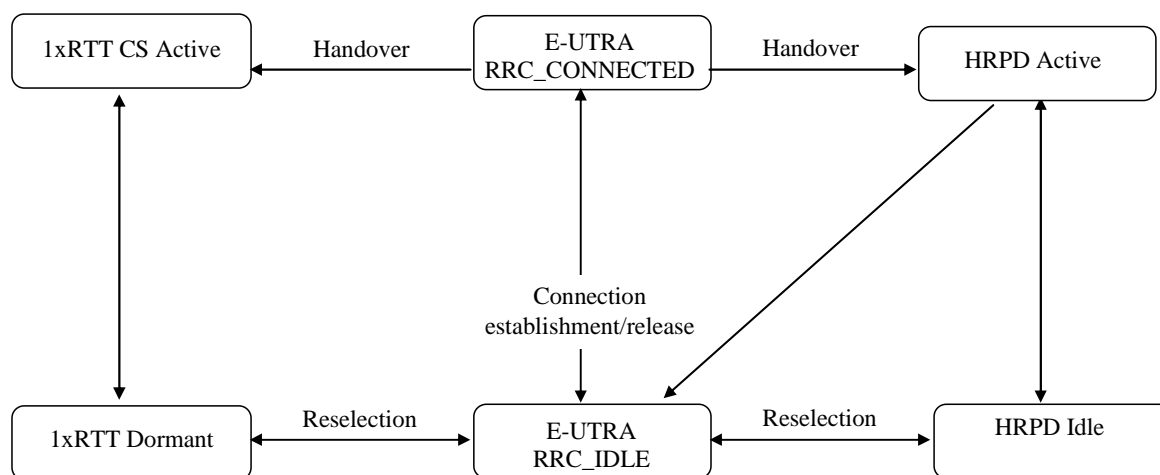 1xRTT CS Active
Handover
E-UTRA
RRC_CONNECTED
Handover
HRPD Active
Connection
establishment/release
1xRTT Dormant
Reselection
E-UTRA
RRC_IDLE
Reselection
HRPD Idle